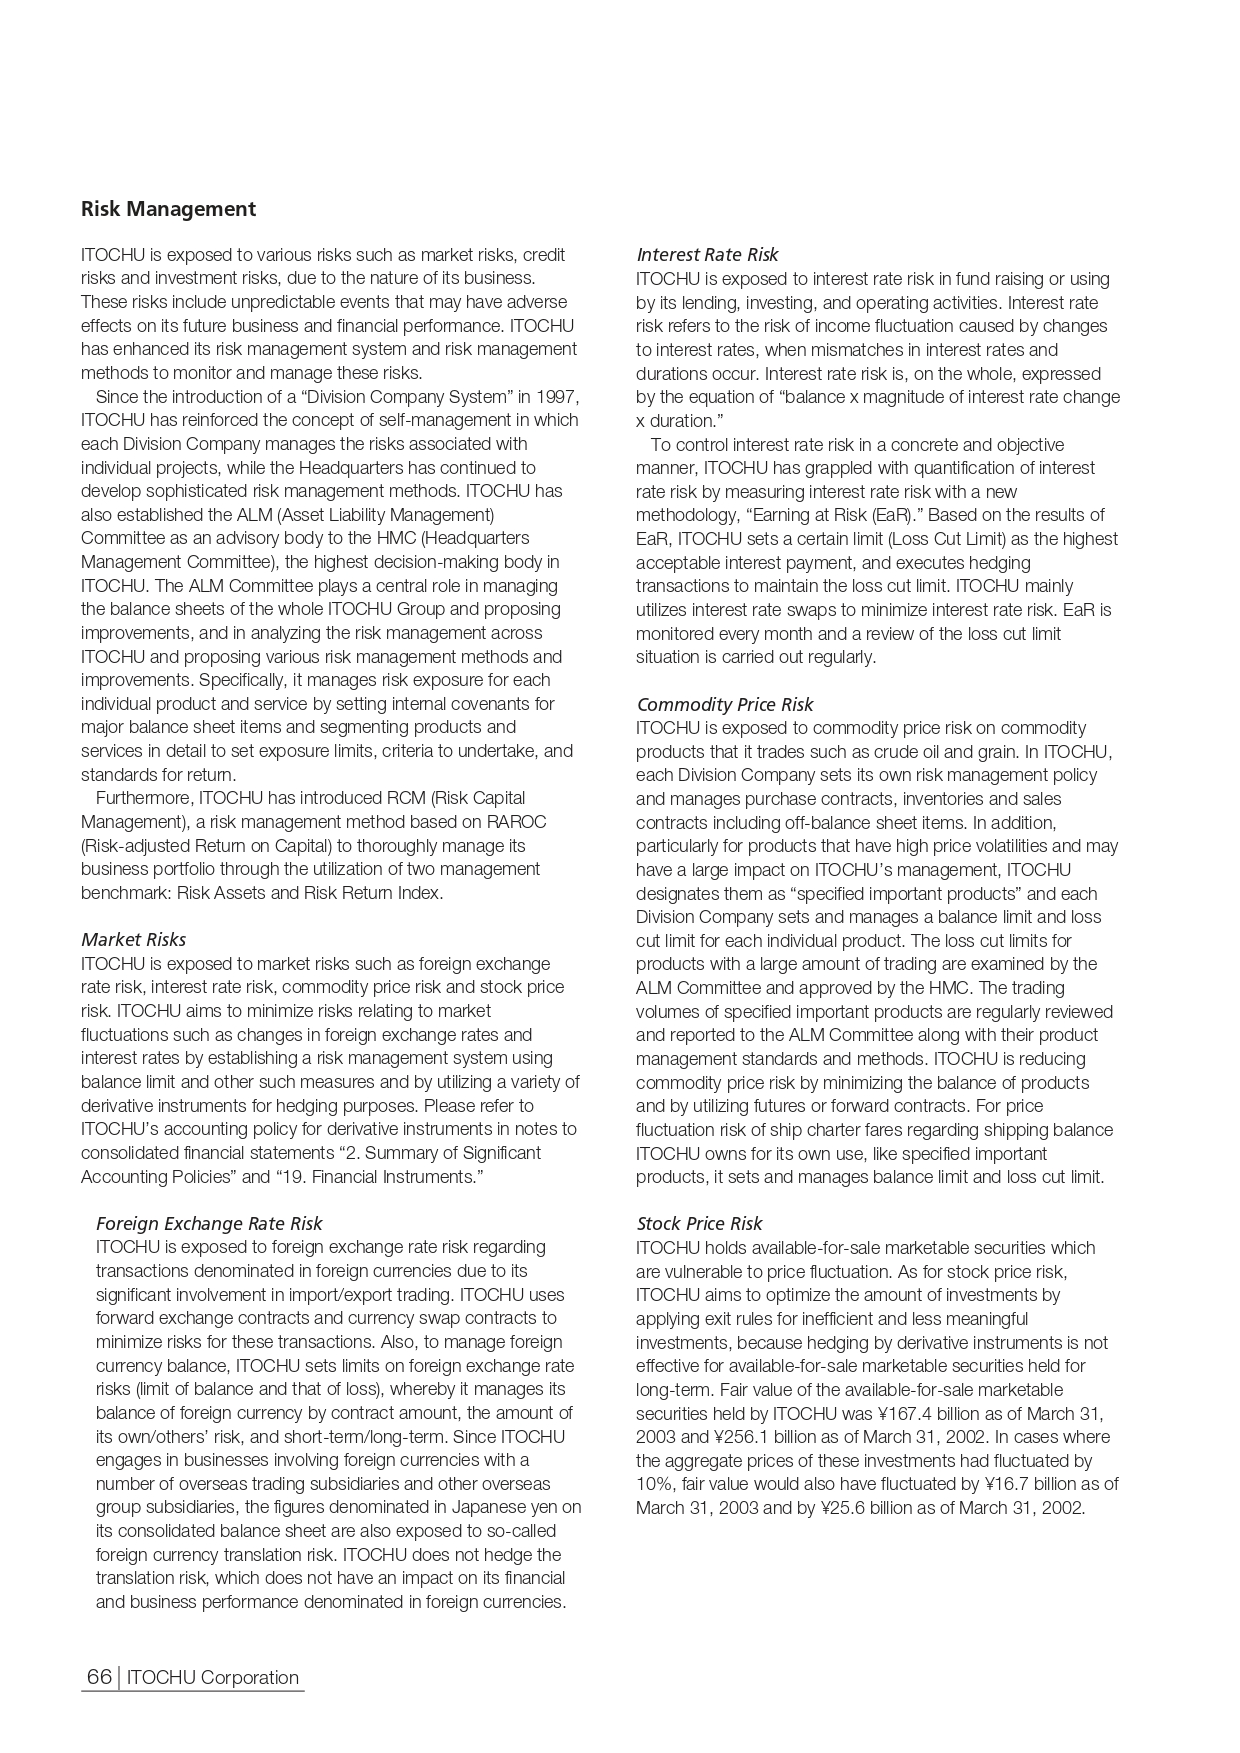 Risk Management
ITOCHU is exposed to various risks such as market risks, credit
risks and investment risks, due to the nature of its business.
These risks include unpredictable events that may have adverse
effects on its future business and financial performance. ITOCHU
has enhanced its risk management system and risk management
methods to monitor and manage these risks.
Since the introduction of a “Division Company System” in 1997,
ITOCHU has reinforced the concept of self-management in which
each Division Company manages the risks associated with
individual projects, while the Headquarters has continued to
develop sophisticated risk management methods. ITOCHU has
also established the ALM (Asset Liability Management)
Committee as an advisory body to the HMC (Headquarters
Management Committee), the highest decision-making body in
ITOCHU. The ALM Committee plays a central role in managing
the balance sheets of the whole ITOCHU Group and proposing
improvements, and in analyzing the risk management across
ITOCHU and proposing various risk management methods and
improvements. Specifically, it manages risk exposure for each
individual product and service by setting internal covenants for
major balance sheet items and segmenting products and
services in detail to set exposure limits, criteria to undertake, and
standards for return.
Furthermore, ITOCHU has introduced RCM (Risk Capital
Management), a risk management method based on RAROC
(Risk-adjusted Return on Capital) to thoroughly manage its
business portfolio through the utilization of two management
benchmark: Risk Assets and Risk Return Index.
Market Risks
ITOCHU is exposed to market risks such as foreign exchange
rate risk, interest rate risk, commodity price risk and stock price
risk. ITOCHU aims to minimize risks relating to market
fluctuations such as changes in foreign exchange rates and
interest rates by establishing a risk management system using
balance limit and other such measures and by utilizing a variety of
derivative instruments for hedging purposes. Please refer to
ITOCHU’s accounting policy for derivative instruments in notes to
consolidated financial statements “2. Summary of Significant
Accounting Policies” and “19. Financial Instruments.”
Foreign Exchange Rate Risk
ITOCHU is exposed to foreign exchange rate risk regarding
transactions denominated in foreign currencies due to its
significant involvement in import/export trading. ITOCHU uses
forward exchange contracts and currency swap contracts to
minimize risks for these transactions. Also, to manage foreign
currency balance, ITOCHU sets limits on foreign exchange rate
risks (limit of balance and that of loss), whereby it manages its
balance of foreign currency by contract amount, the amount of
its own/others’ risk, and short-term/long-term. Since ITOCHU
engages in businesses involving foreign currencies with a
number of overseas trading subsidiaries and other overseas
group subsidiaries, the figures denominated in Japanese yen on
its consolidated balance sheet are also exposed to so-called
foreign currency translation risk. ITOCHU does not hedge the
translation risk, which does not have an impact on its financial
and business performance denominated in foreign currencies.
Interest Rate Risk
ITOCHU is exposed to interest rate risk in fund raising or using
by its lending, investing, and operating activities. Interest rate
risk refers to the risk of income fluctuation caused by changes
to interest rates, when mismatches in interest rates and
durations occur. Interest rate risk is, on the whole, expressed
by the equation of “balance x magnitude of interest rate change
x duration.”
To control interest rate risk in a concrete and objective
manner, ITOCHU has grappled with quantification of interest
rate risk by measuring interest rate risk with a new
methodology, “Earning at Risk (EaR).” Based on the results of
EaR, ITOCHU sets a certain limit (Loss Cut Limit) as the highest
acceptable interest payment, and executes hedging
transactions to maintain the loss cut limit. ITOCHU mainly
utilizes interest rate swaps to minimize interest rate risk. EaR is
monitored every month and a review of the loss cut limit
situation is carried out regularly.
Commodity Price Risk
ITOCHU is exposed to commodity price risk on commodity
products that it trades such as crude oil and grain. In ITOCHU,
each Division Company sets its own risk management policy
and manages purchase contracts, inventories and sales
contracts including off-balance sheet items. In addition,
particularly for products that have high price volatilities and may
have a large impact on ITOCHU’s management, ITOCHU
designates them as “specified important products” and each
Division Company sets and manages a balance limit and loss
cut limit for each individual product. The loss cut limits for
products with a large amount of trading are examined by the
ALM Committee and approved by the HMC. The trading
volumes of specified important products are regularly reviewed
and reported to the ALM Committee along with their product
management standards and methods. ITOCHU is reducing
commodity price risk by minimizing the balance of products
and by utilizing futures or forward contracts. For price
fluctuation risk of ship charter fares regarding shipping balance
ITOCHU owns for its own use, like specified important
products, it sets and manages balance limit and loss cut limit.
Stock Price Risk
ITOCHU holds available-for-sale marketable securities which
are vulnerable to price fluctuation. As for stock price risk,
ITOCHU aims to optimize the amount of investments by
applying exit rules for inefficient and less meaningful
investments, because hedging by derivative instruments is not
effective for available-for-sale marketable securities held for
long-term. Fair value of the available-for-sale marketable
securities held by ITOCHU was ¥167.4 billion as of March 31,
2003 and ¥256.1 billion as of March 31, 2002. In cases where
the aggregate prices of these investments had fluctuated by
10%, fair value would also have fluctuated by ¥16.7 billion as of
March 31, 2003 and by ¥25.6 billion as of March 31, 2002.
66 ITOCHU Corporation